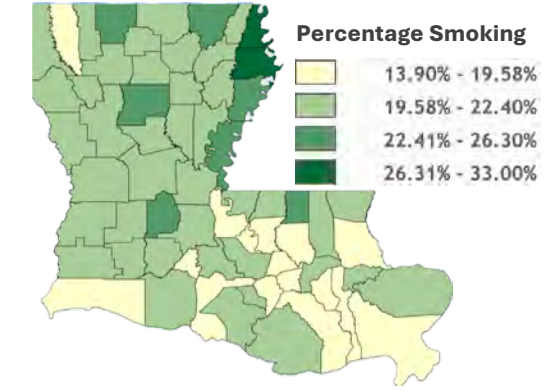 Percentage Smoking
13.90% - 19.58%
19.58% - 22.40%
22.41% - 26.30%
26.31% - 33.00%